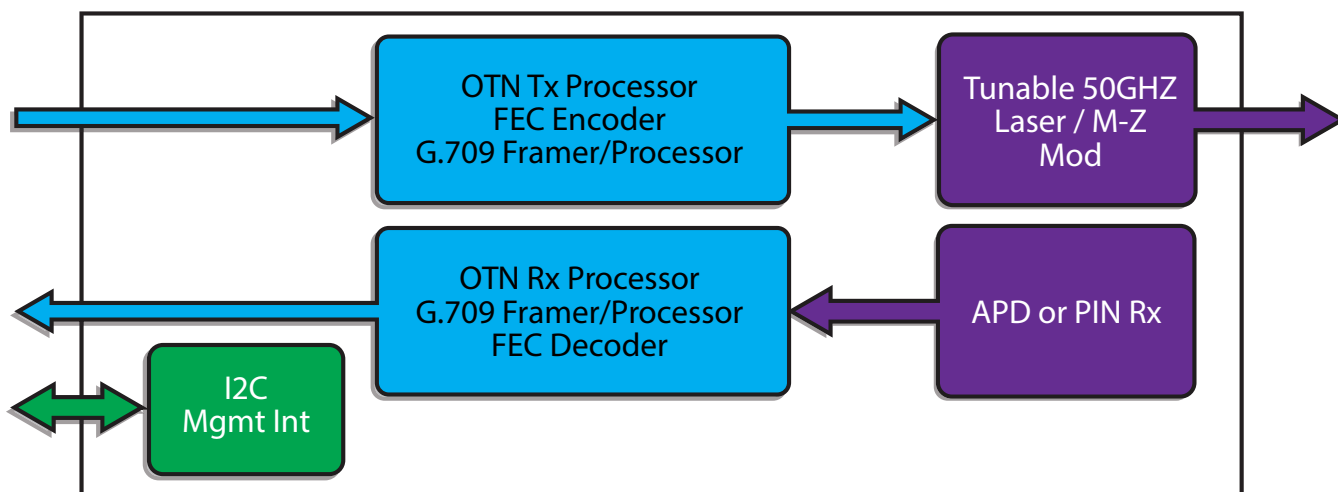 OTN Tx Processor
FEC Encoder
G.709 Framer/Processor
Tunable 50GHZ
Laser / M-Z
Mod
OTN Rx Processor
G.709 Framer/Processor
FEC Decoder
APD or PIN Rx
I2C
Mgmt Int